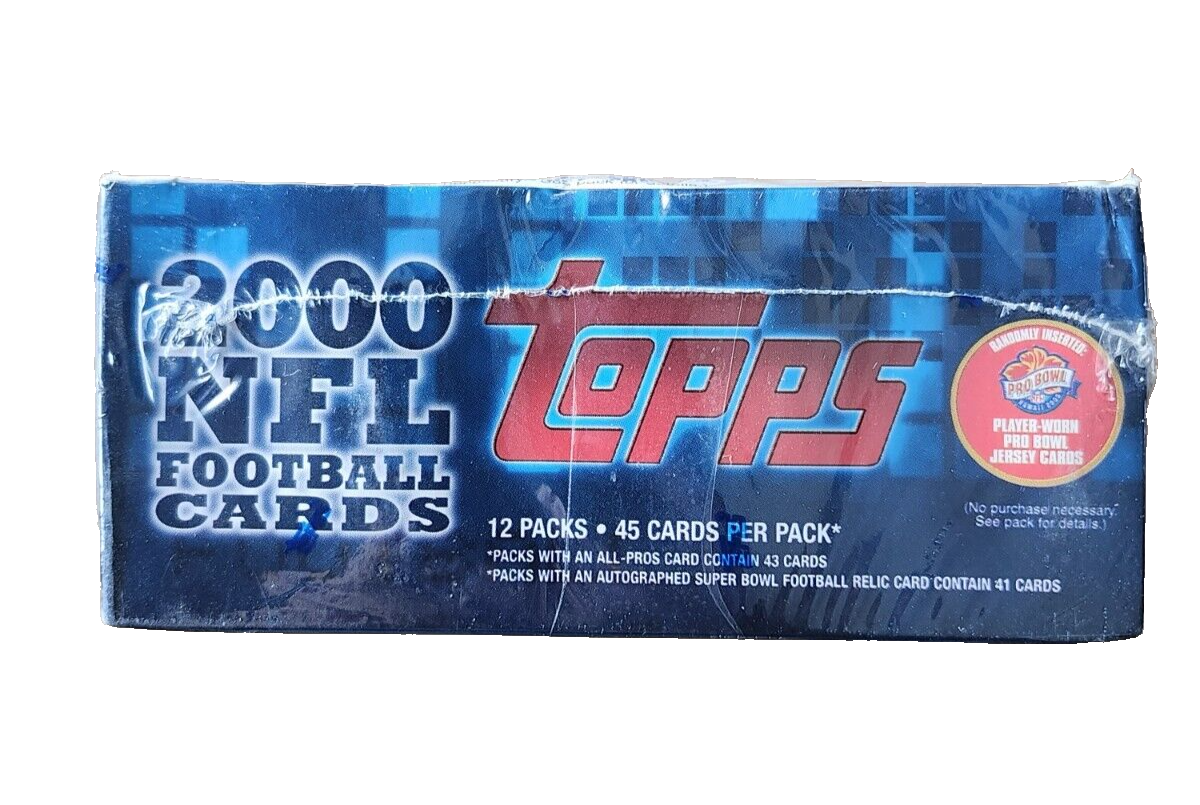 2000
NFL
FOOTBALL
CARDS
TOPPS
12 PACKS • 45 CARDS PER PACK*
*PACKS WITH AN ALL-PROS CARD CONTAIN 43 CARDS
*PACKS WITH AN AUTOGRAPHED SUPER BOWL FOOTBALL RELIC CARD CONTAIN 41 CARDS
RANDOMLY INSERTED:
PRO BOWL
PLAYER-WORN
PRO BOWL
JERSEY CARDS
(No purchase necessary.
See pack for details.)